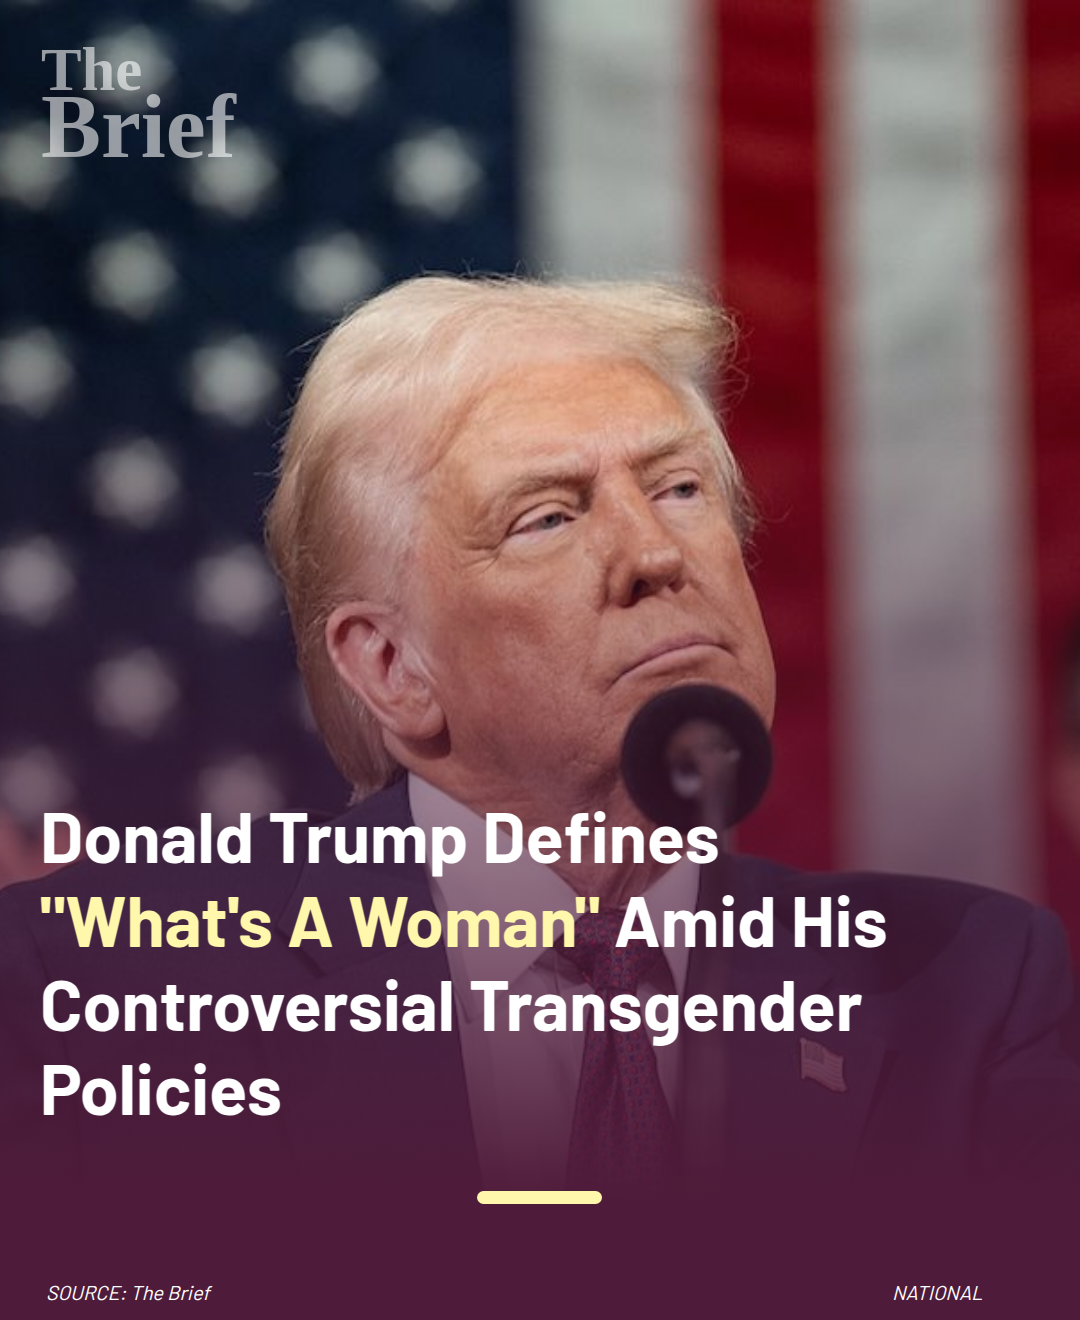 The
Brief
Donald Trump Defines
"What's A Woman" Amid His
Controversial Transgender
Policies
SOURCE: The Brief
NATIONAL